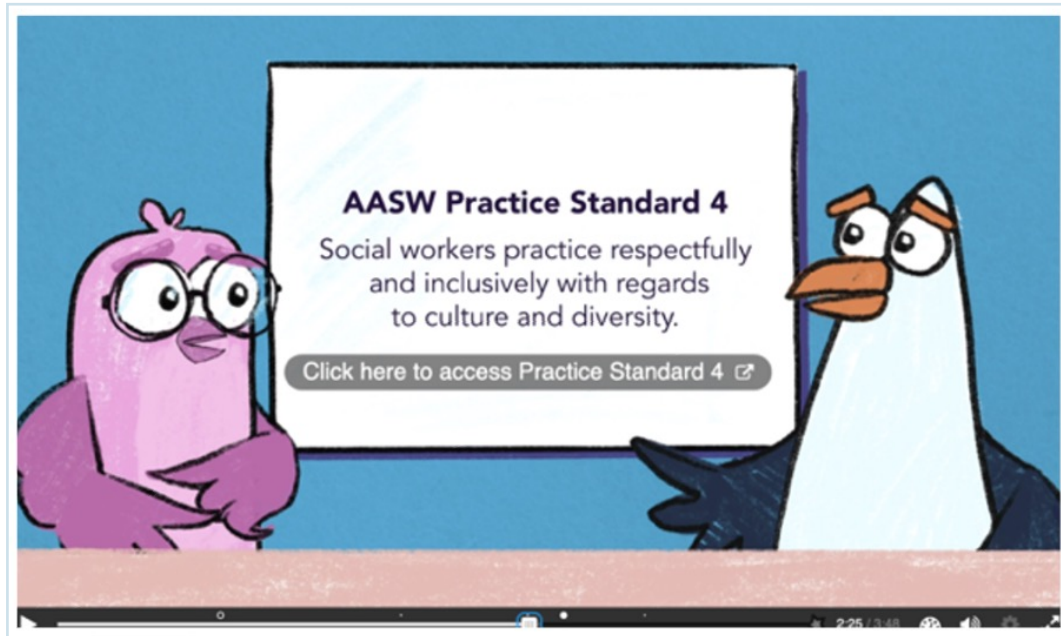 AASW Practice Standard 4
Social workers practice respectfully
and inclusively with regards
to culture and diversity.
Click here to access Practice Standard 4
2:25 / 3:48